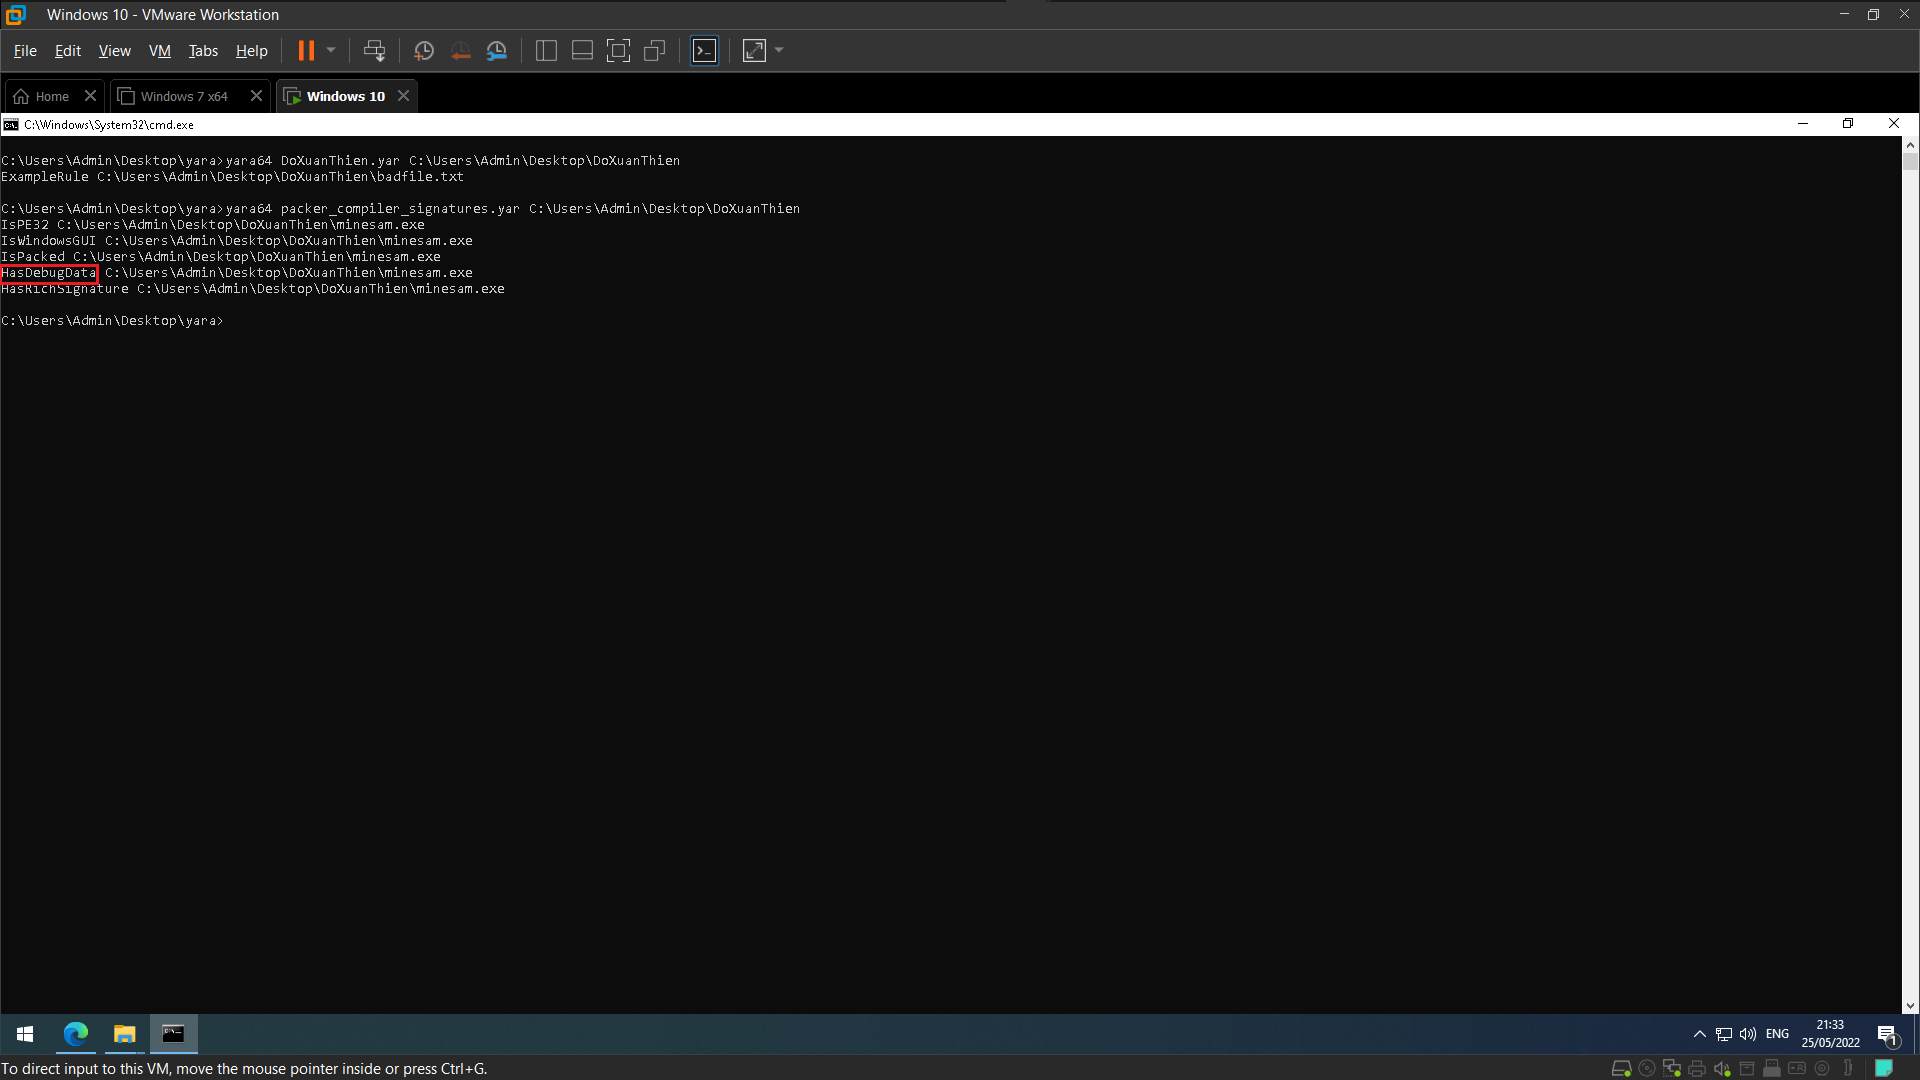 Windows 10 - VMware Workstation
File Edit View VM Tabs Help
Home Windows 7 x64 Windows 10
C:\Windows\System32\cmd.exe
C:\Users\Admin\Desktop\yara>yara64 DoXuanThien.yar C:\Users\Admin\Desktop\DoXuanThien
ExampleRule C:\Users\Admin\Desktop\DoXuanThien\badfile.txt
C:\Users\Admin\Desktop\yara>yara64 packer_compiler_signatures.yar C:\Users\Admin\Desktop\DoXuanThien
IsPE32 C:\Users\Admin\Desktop\DoXuanThien\minesam.exe
IsWindowsGUI C:\Users\Admin\Desktop\DoXuanThien\minesam.exe
IsPacked C:\Users\Admin\Desktop\DoXuanThien\minesam.exe
HasDebugData C:\Users\Admin\Desktop\DoXuanThien\minesam.exe
HasRichSignature C:\Users\Admin\Desktop\DoXuanThien\minesam.exe
C:\Users\Admin\Desktop\yara>
ENG
21:33
25/05/2022
1
To direct input to this VM, move the mouse pointer inside or press Ctrl+G.